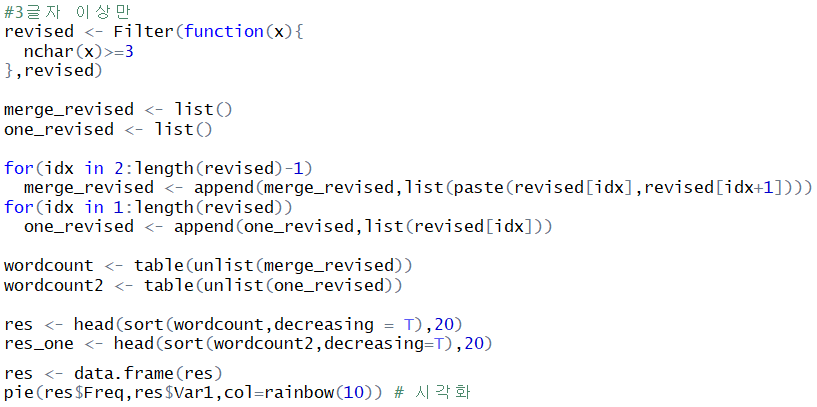 #3글자 이상만
revised <- Filter(function(x){
  nchar(x)>=3
},revised)
merge_revised <- list()
one_revised <- list()
for(idx in 2:length(revised)-1)
  merge_revised <- append(merge_revised,list(paste(revised[idx],revised[idx+1])))
for(idx in 1:length(revised))
  one_revised <- append(one_revised,list(revised[idx]))
wordcount <- table(unlist(merge_revised))
wordcount2 <- table(unlist(one_revised))
res <- head(sort(wordcount,decreasing = T),20)
res_one <- head(sort(wordcount2,decreasing=T),20)
res <- data.frame(res)
pie(res$Freq,res$Var1,col=rainbow(10)) # 시각화